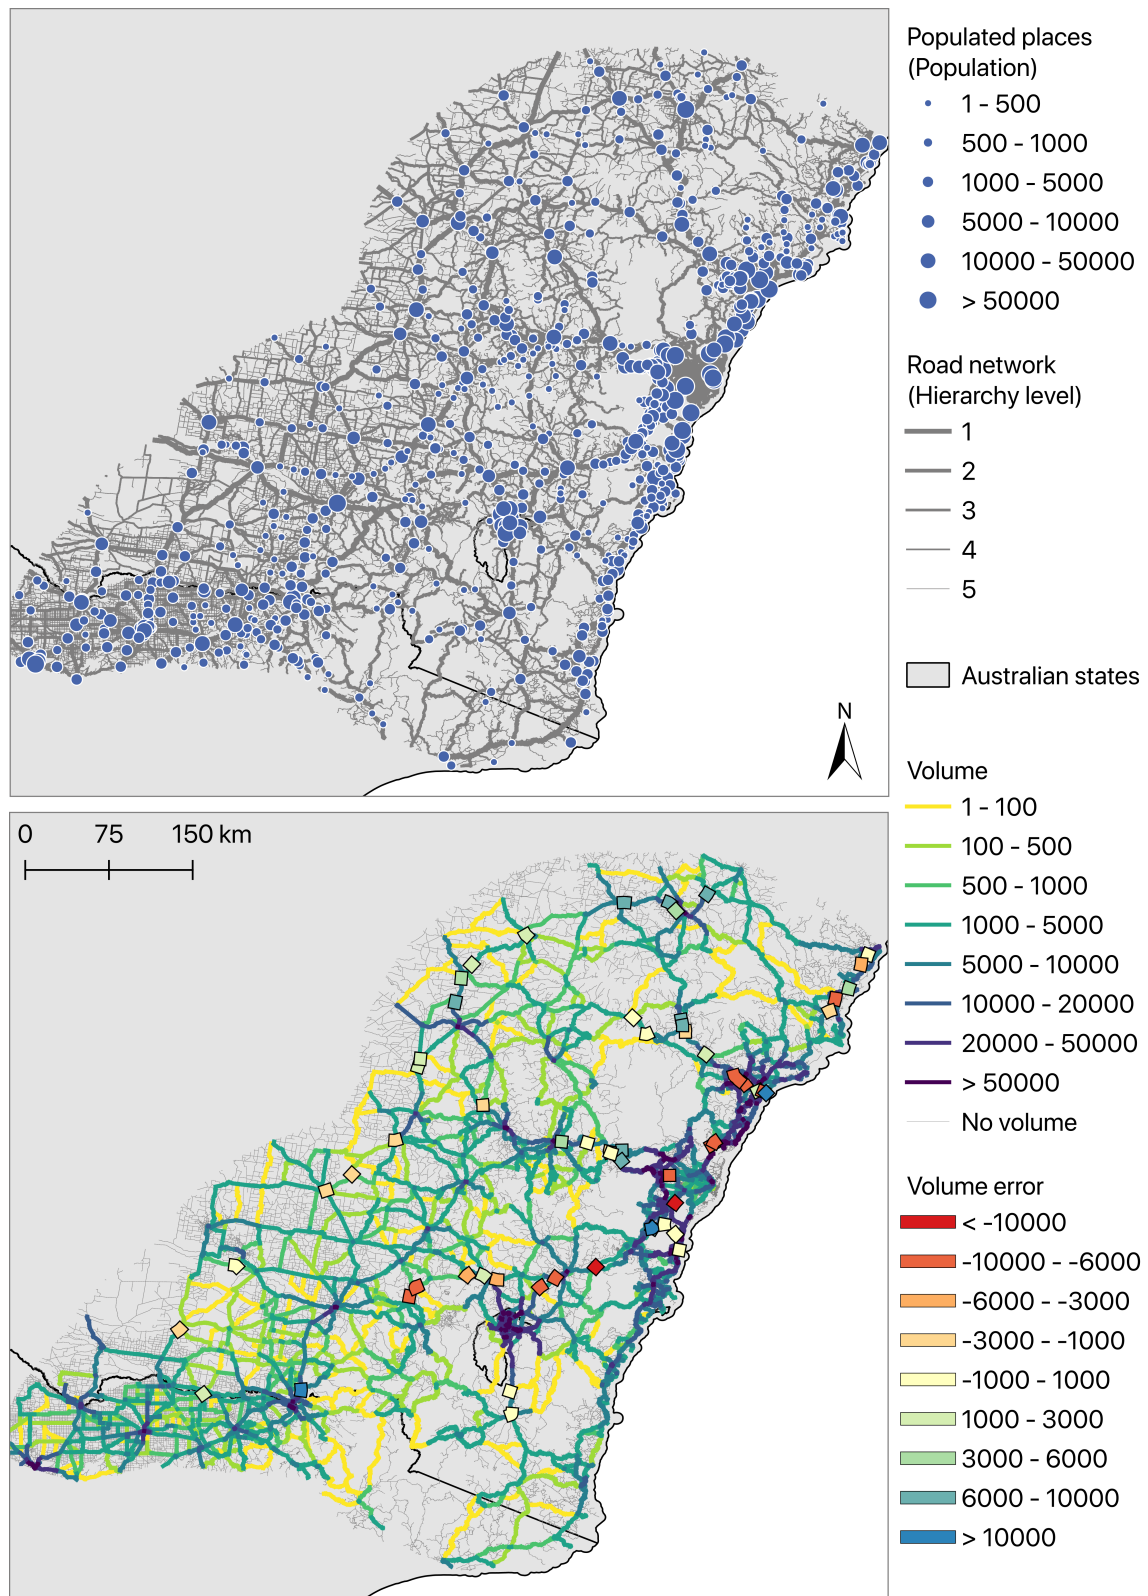 Populated places
(Population)
1 - 500
500 - 1000
1000 - 5000
5000 - 10000
10000 - 50000
> 50000
Road network
(Hierarchy level)
1
2
3
4
5
Australian states
N
0 75 150 km
Volume
1 - 100
100 - 500
500 - 1000
1000 - 5000
5000 - 10000
10000 - 20000
20000 - 50000
> 50000
No volume
Volume error
< -10000
-10000 - -6000
-6000 - -3000
-3000 - -1000
-1000 - 1000
1000 - 3000
3000 - 6000
6000 - 10000
> 10000